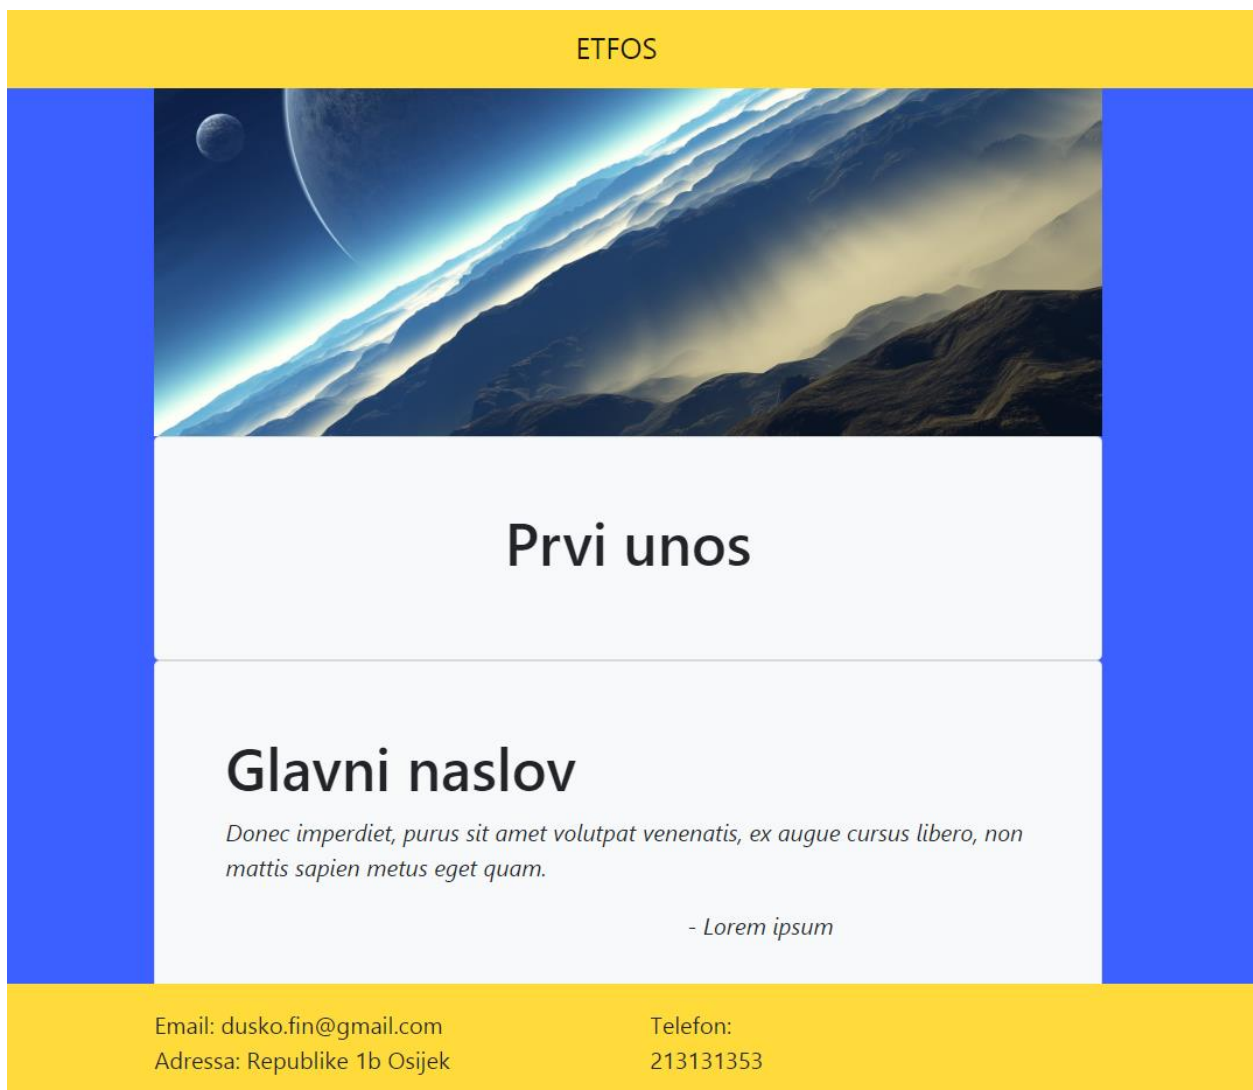 ETFOS
Prvi unos
Glavni naslov
Donec imperdiet, purus sit amet volutpat venenatis, ex augue cursus libero, non
mattis sapien metus eget quam.
- Lorem ipsum
Email: dusko.fin@gmail.com
Telefon:
Adressa: Republike 1b Osijek
213131353